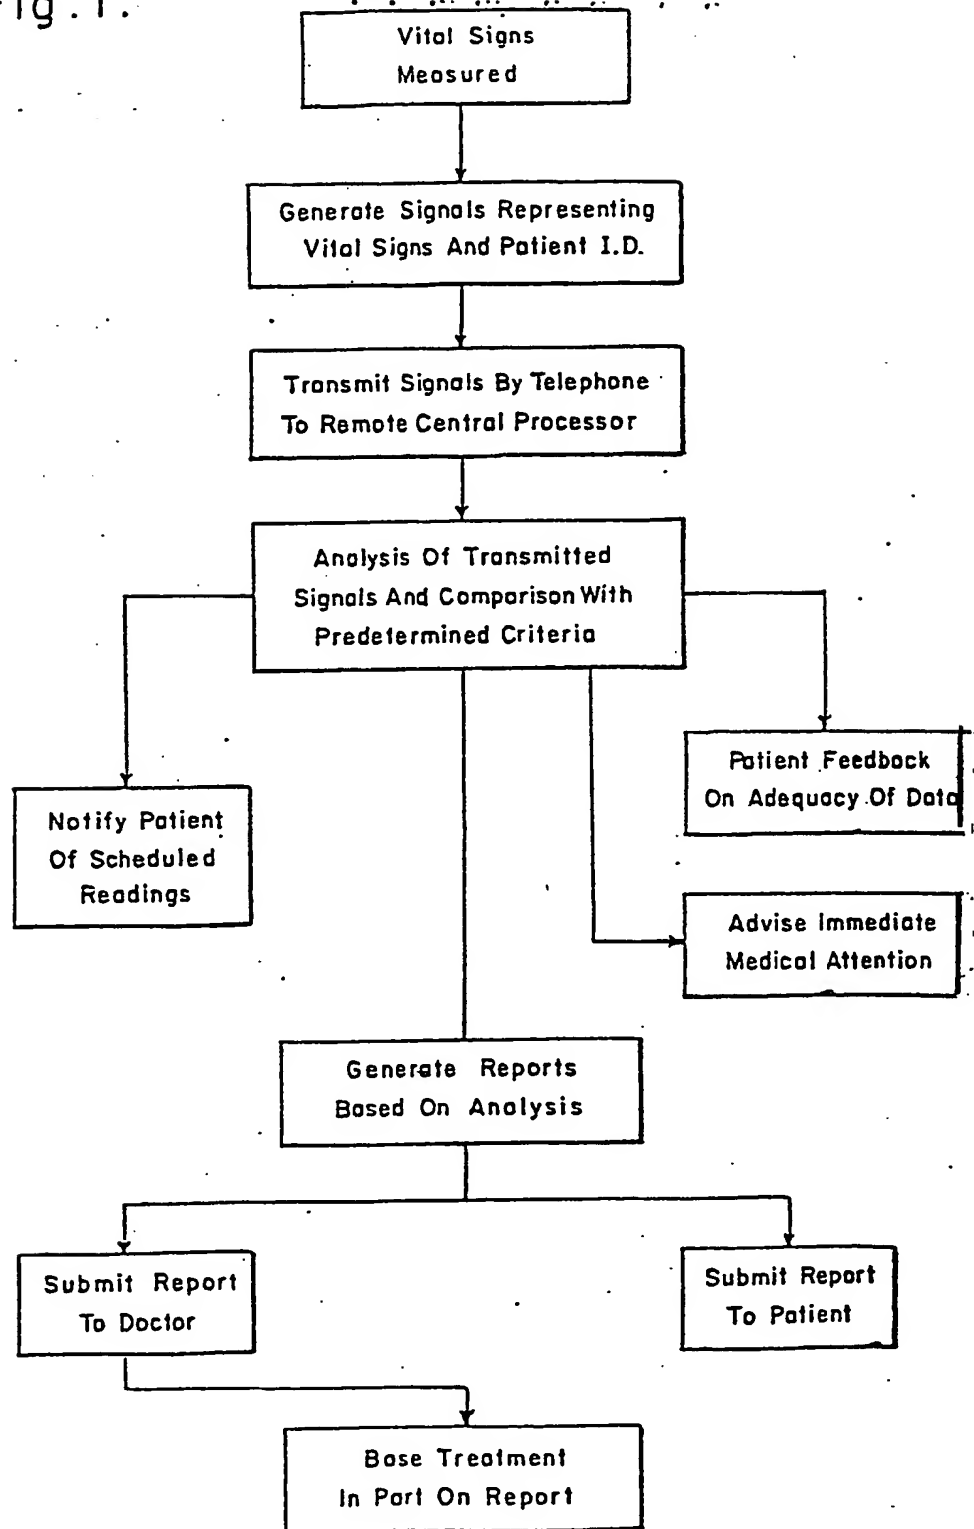 Fig.1.
Vital Signs
Measured
Generate Signals Representing
Vital Signs And Patient I.D.
Transmit Signals By Telephone
To Remote Central Processor
Analysis Of Transmitted
Signals And Comparison With
Predetermined Criteria
Patient Feedback
On Adequacy Of Data
Notify Patient
Of Scheduled
Readings
Advise Immediate
Medical Attention
Generate Reports
Based On Analysis
Submit Report
To Doctor
Submit Report
To Patient
Base Treatment
In Part On Report